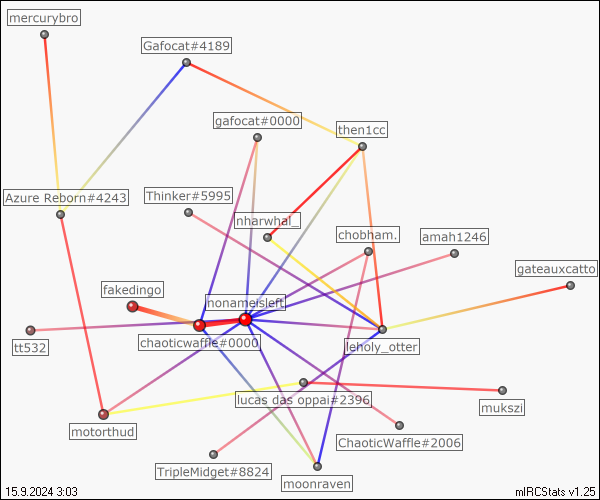 mercurybro
Gafocat#4189
gafocat#0000
then1cc
Azure Reborn#4243
Thinker#5995
nharwhal_
chobham.
amah1246
gateauxcatto
fakedingo
nonameisleft
tt532
chaoticwaffle#0000
leholy_otter
lucas das oppai#2396
mukszi
motorthud
ChaoticWaffle#2006
TripleMidget#8824
moonraven
15.9.2024 3:03
mIRCStats v1.25